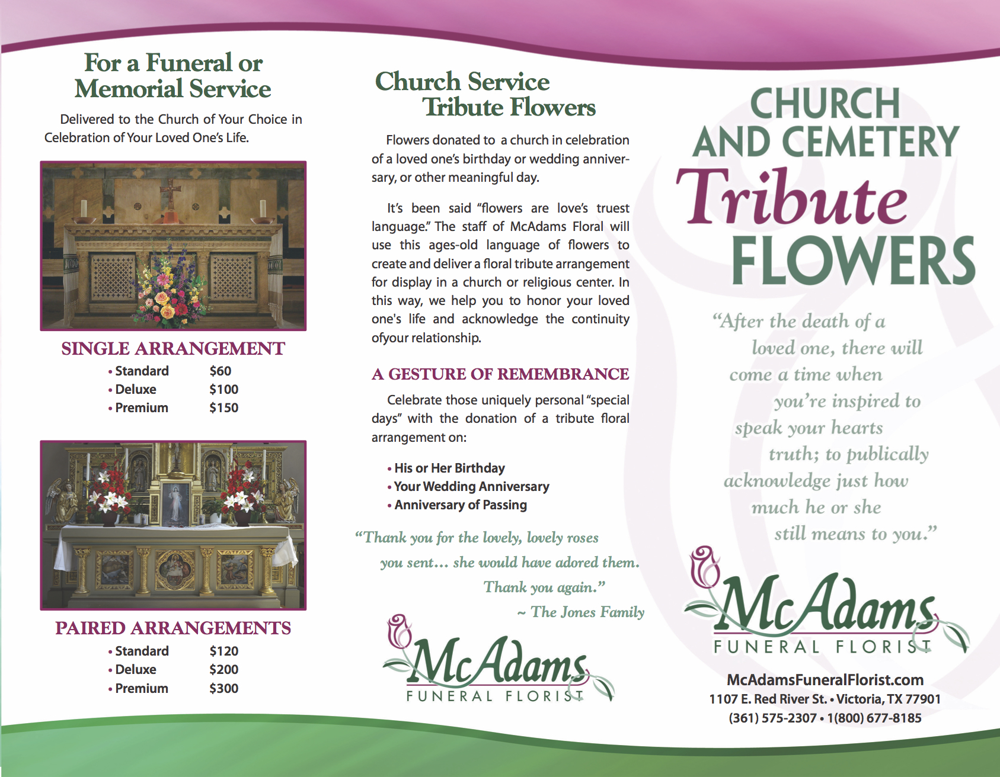 For a Funeral or
Memorial Service
Delivered to the Church of Your Choice in
Celebration of Your Loved One's Life.
SINGLE ARRANGEMENT
• Standard $60
• Deluxe $100
• Premium $150
PAIRED ARRANGEMENTS
• Standard $120
• Deluxe $200
• Premium $300
Church Service
Tribute Flowers
Flowers donated to a church in celebration
of a loved one's birthday or wedding anniver-
sary, or other meaningful day.
It's been said “flowers are love's truest
language.” The staff of McAdams Floral will
use this ages-old language of flowers to
create and deliver a floral tribute arrangement
for display in a church or religious center. In
this way, we help you to honor your loved
one's life and acknowledge the continuity
ofyour relationship.
A GESTURE OF REMEMBRANCE
Celebrate those uniquely personal “special
days” with the donation of a tribute floral
arrangement on:
• His or Her Birthday
• Your Wedding Anniversary
• Anniversary of Passing
“Thank you for the lovely, lovely roses
you sent… she would have adored them.
Thank you again.”
~ The Jones Family
McAdams
FUNERAL FLORIST
CHURCH
AND CEMETERY
Tribute
FLOWERS
“After the death of a
loved one, there will
come a time when
you're inspired to
speak your hearts
truth; to publically
acknowledge just how
much he or she
still means to you.”
McAdams
FUNERAL FLORIST
McAdamsFuneralFlorist.com
1107 E. Red River St. • Victoria, TX 77901
(361) 575-2307 • 1(800) 677-8185